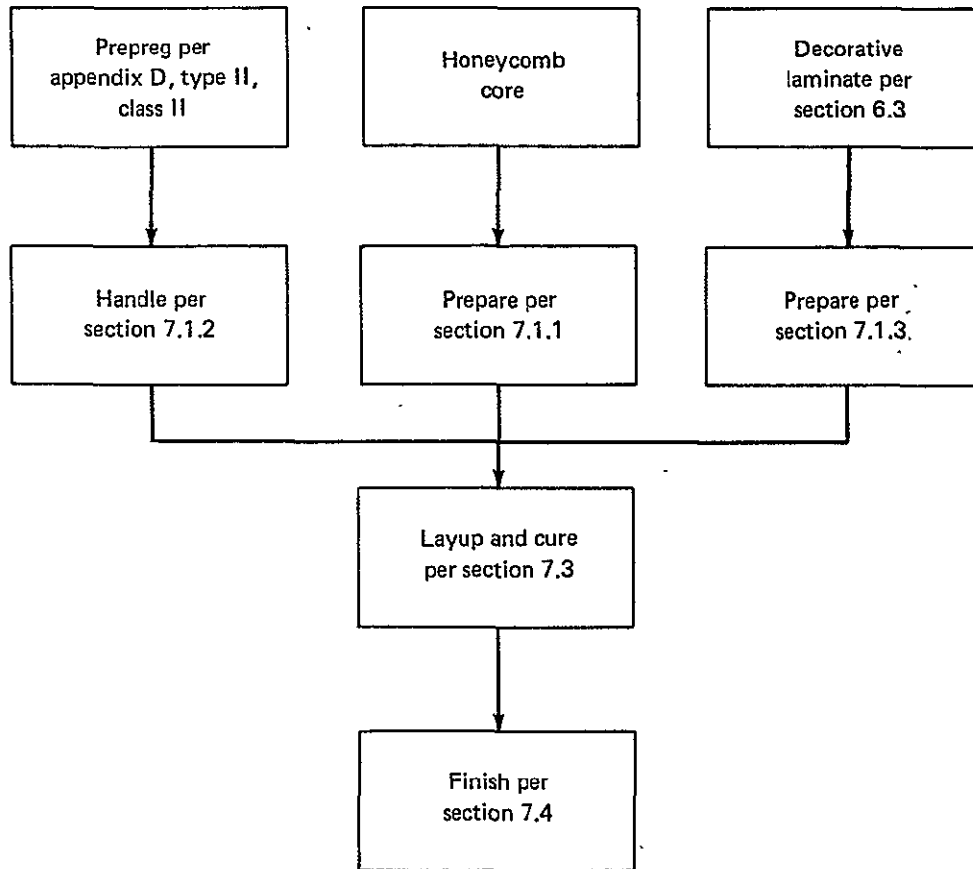 Prepreg per
appendix D, type II,
class II
Honeycomb
core
Decorative
laminate per
section 6.3
Handle per
section 7.1.2
Prepare per
section 7.1.1
Prepare per
section 7.1.3
Layup and cure
per section 7.3
Finish per
section 7.4